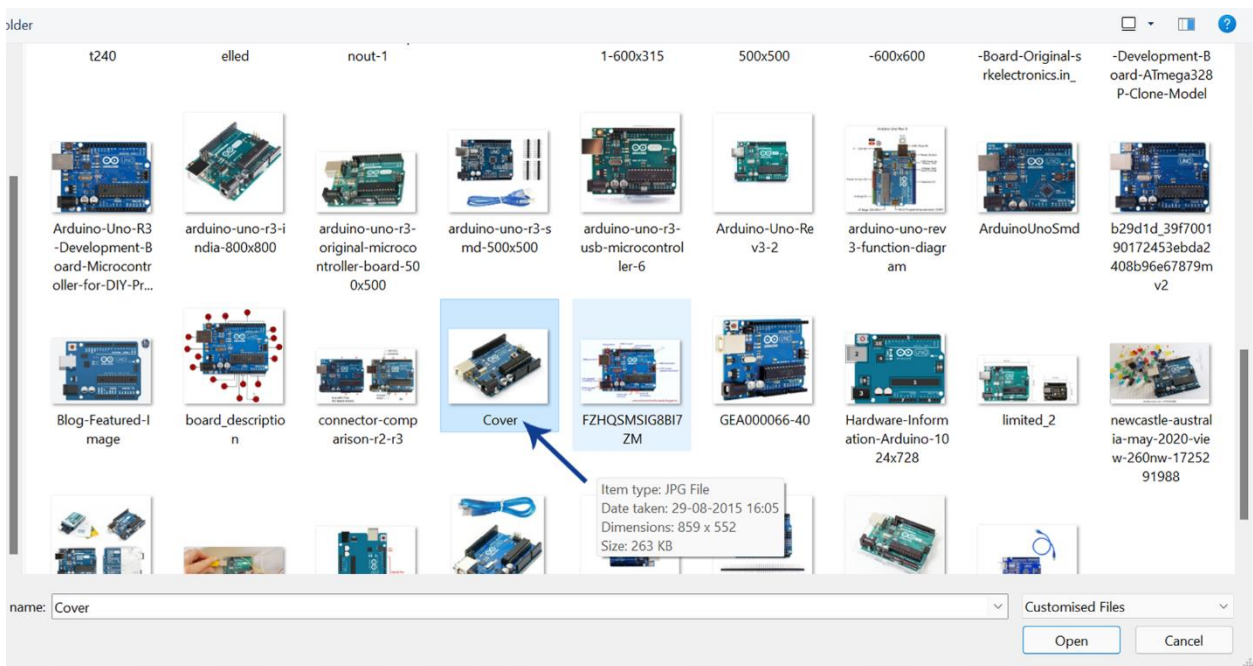 older
t240
elled
nout-1
1-600x315
500x500
-600x600
-Board-Original-s
rkelectronics.in_
-Development-B
oard-ATmega328
P-Clone-Model
Arduino-Uno-R3
-Development-B
oard-Microcontr
oller-for-DIY-Pr...
arduino-uno-r3-i
ndia-800x800
arduino-uno-r3-
original-microco
ntroller-board-50
0x500
arduino-uno-r3-s
md-500x500
arduino-uno-r3-
usb-microcontrol
ler-6
Arduino-Uno-Re
v3-2
arduino-uno-rev
3-function-diagr
am
ArduinoUnoSmd
b29d1d_39f7001
90172453ebda2
408b96e67879m
v2
Blog-Featured-I
mage
board_descriptio
n
connector-comp
arison-r2-r3
Cover
FZHQSMSIG8BI7
ZM
GEA000066-40
Hardware-Inform
ation-Arduino-10
24x728
limited_2
newcastle-austral
ia-may-2020-vie
w-260nw-17252
91988
Item type: JPG File
Date taken: 29-08-2015 16:05
Dimensions: 859 x 552
Size: 263 KB
name: Cover
Customised Files
Open
Cancel